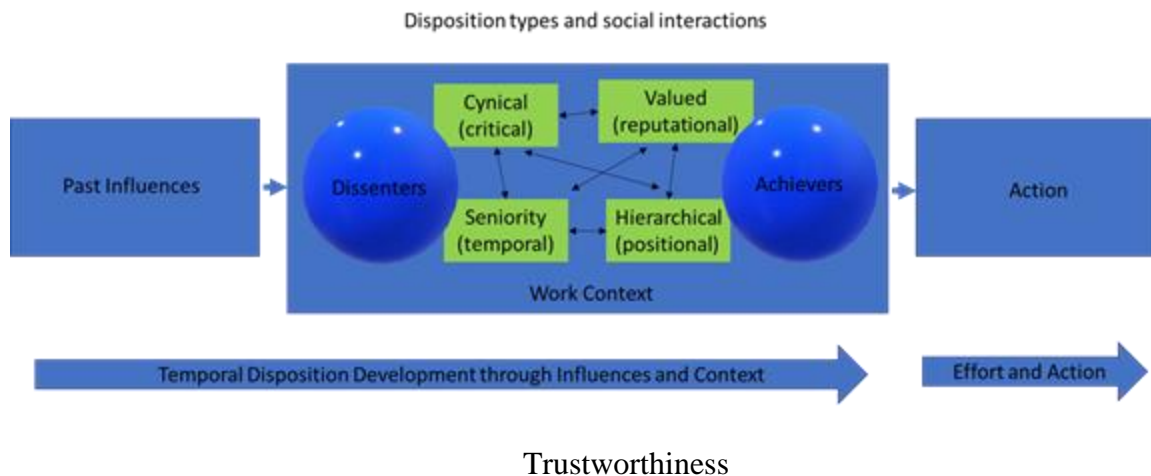 Disposition types and social interactions
Past Influences
Dissenters
Cynical
(critical)
Valued
(reputational)
Seniority
(temporal)
Hierarchical
(positional)
Achievers
Work Context
Action
Temporal Disposition Development through Influences and Context
Effort and Action
Trustworthiness